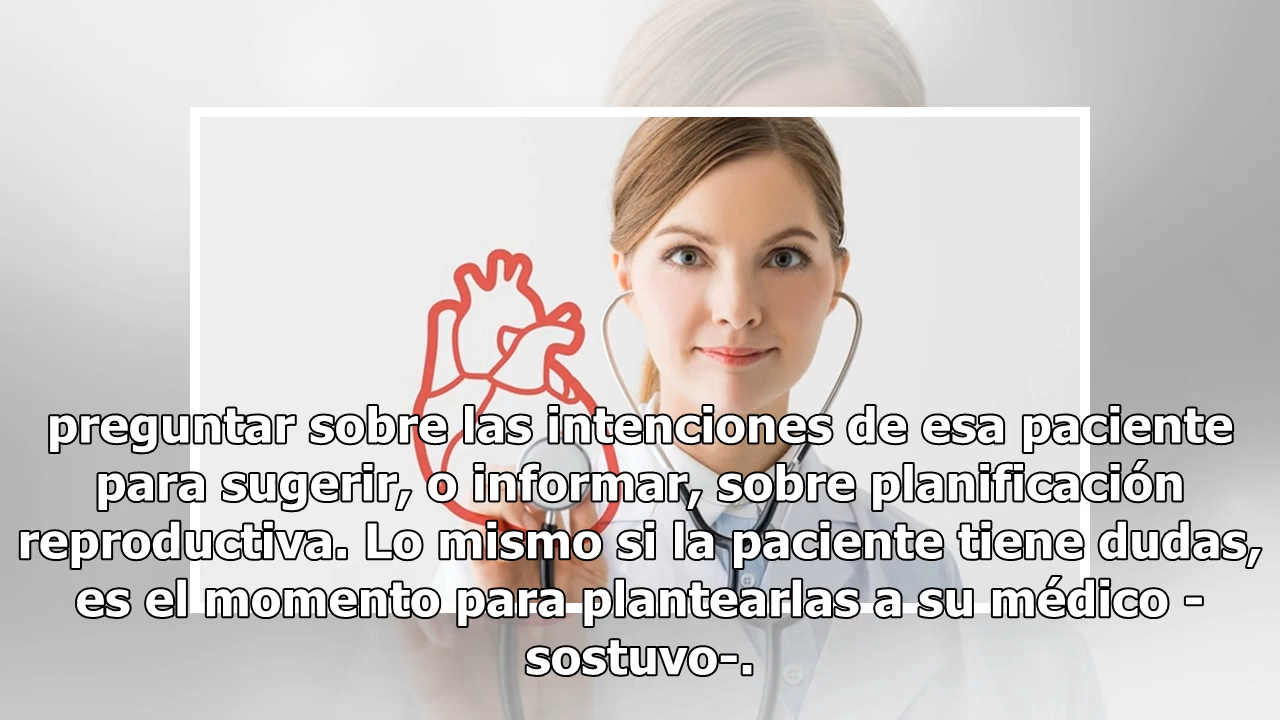 preguntar sobre las intenciones de esa paciente
para sugerir, o informar, sobre planificación
reproductiva. Lo mismo si la paciente tiene dudas,
es el momento para plantearlas a su médico -
sostuvo-.